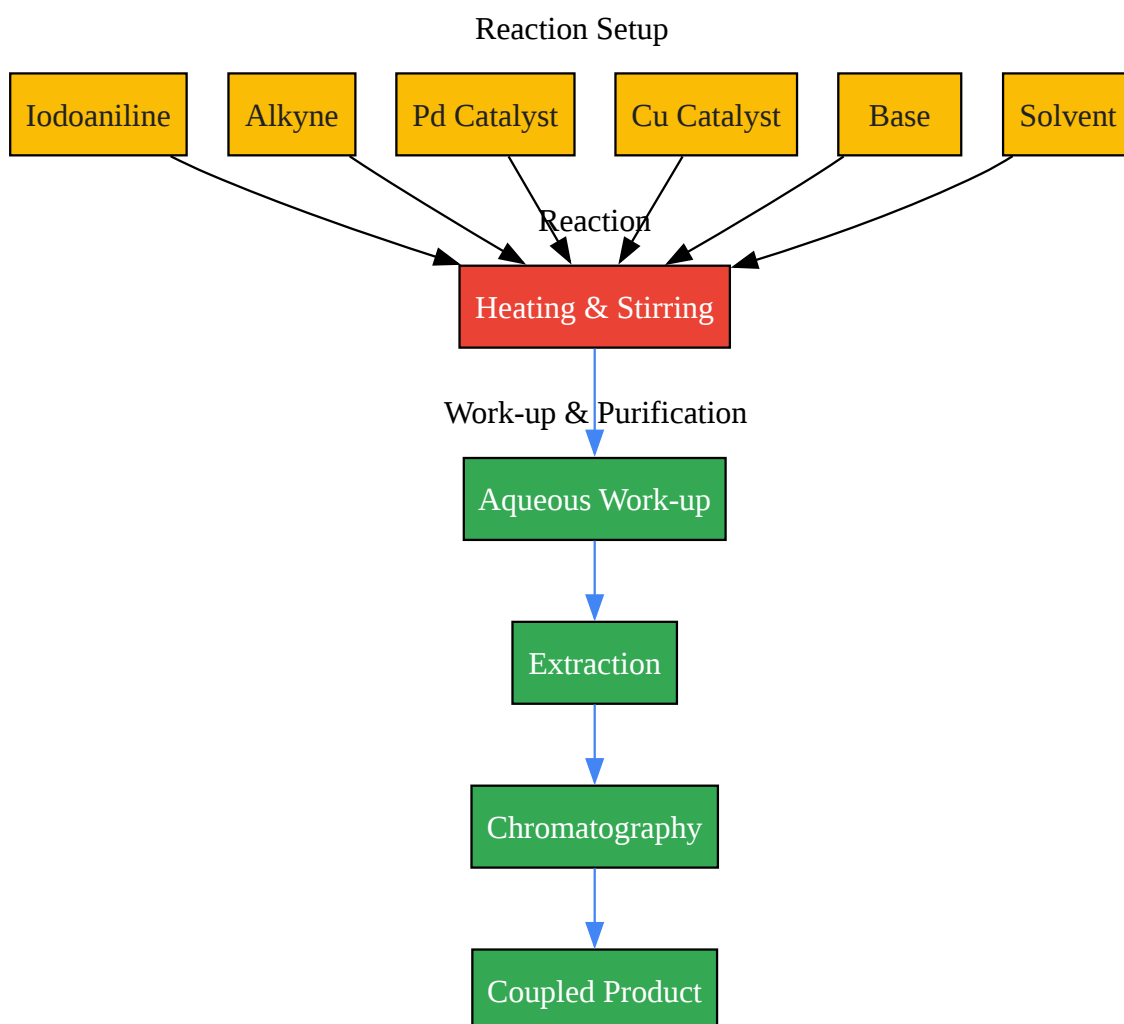 Reaction Setup
Iodoaniline
Alkyne
Pd Catalyst
Cu Catalyst
Base
Solvent
Reaction
Heating & Stirring
Work-up & Purification
Aqueous Work-up
Extraction
Chromatography
Coupled Product